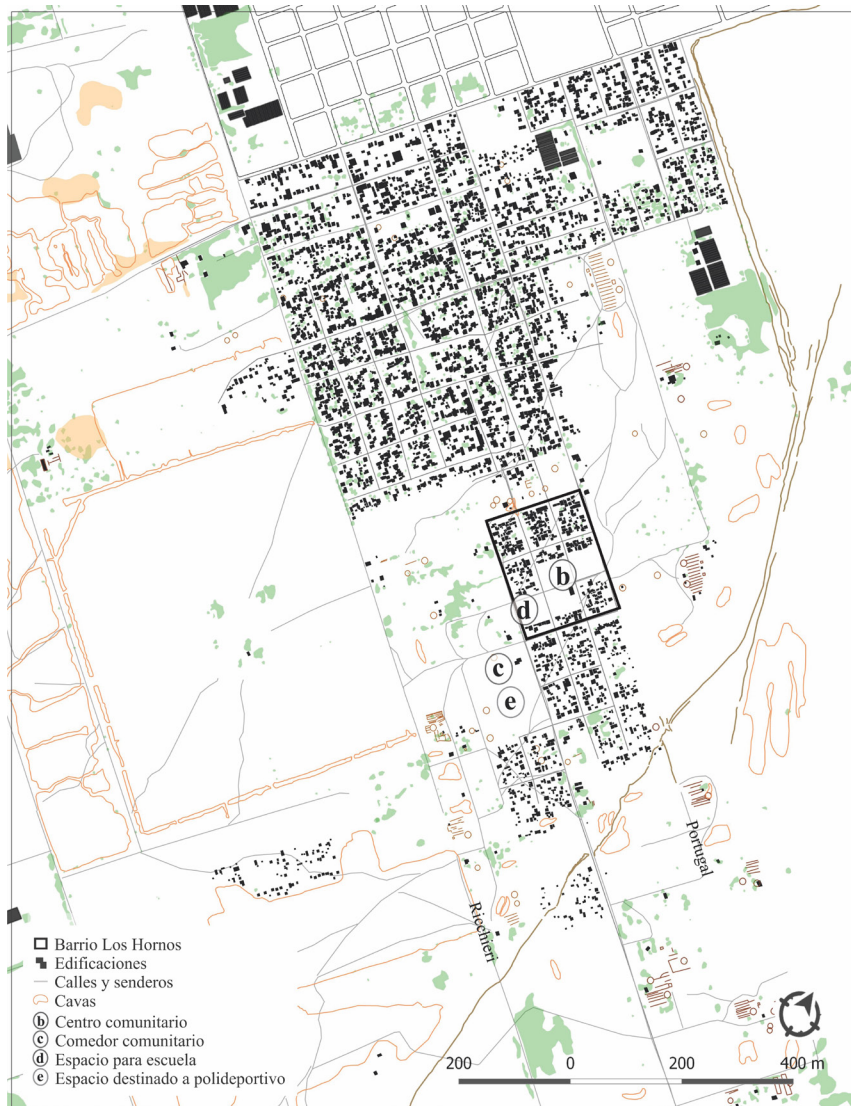 b
d
c
e
Portugal
Ricchieri
Barrio Los Hornos
Edificaciones
Calles y senderos
Cavas
b Centro comunitario
c Comedor comunitario
d Espacio para escuela
e Espacio destinado a polideportivo
200 0 200 400 m